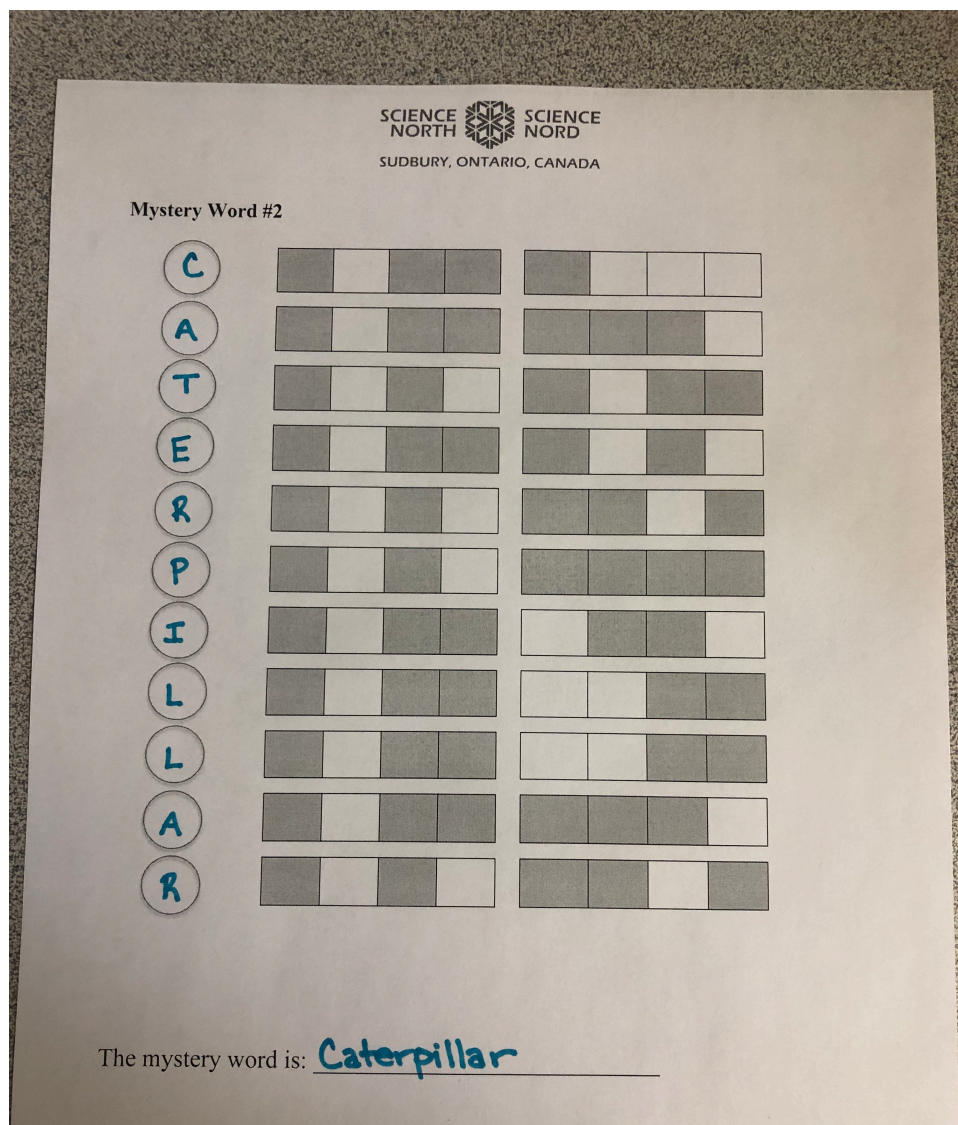 SCIENCE NORTH SCIENCE NORD
SUDBURY, ONTARIO, CANADA
Mystery Word #2
C
A
T
E
R
P
I
L
L
A
R
The mystery word is: Caterpillar